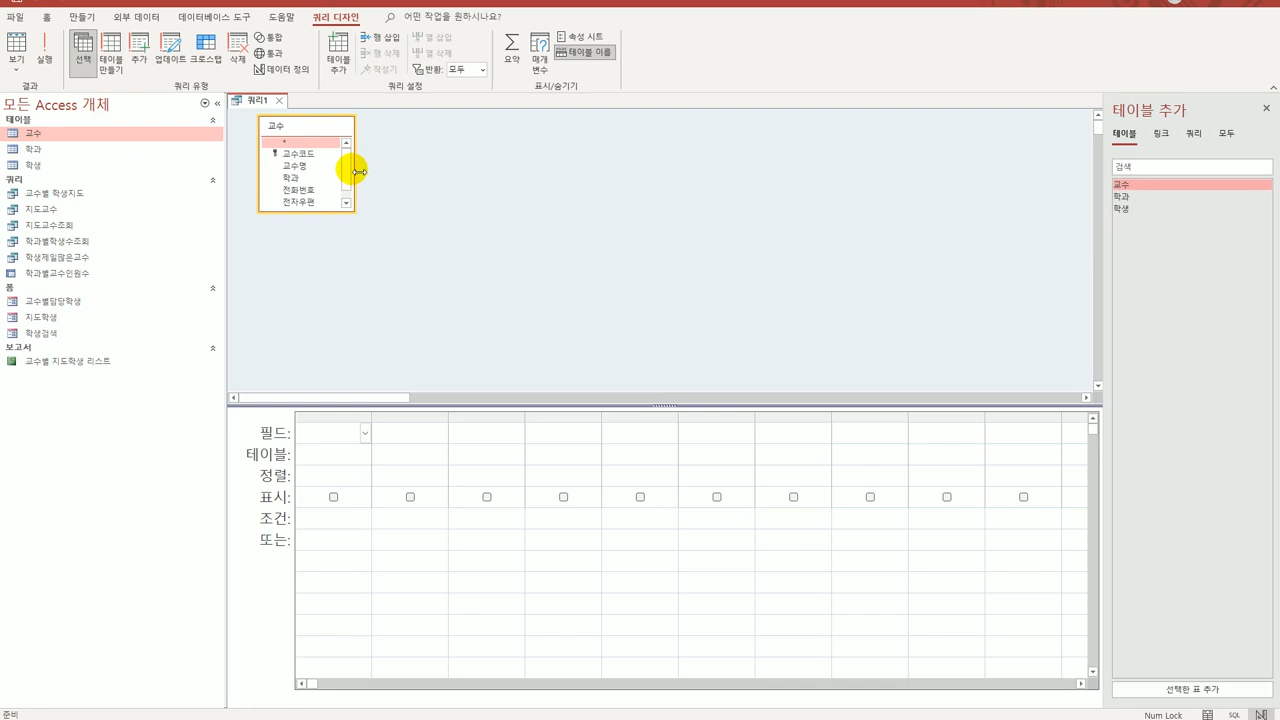 파일 홈 만들기 외부 데이터 데이터베이스 도구 도움말 쿼리 디자인 어떤 작업을 원하시나요?
보기 실행 선택 테이블 만들기 추가 업데이트 크로스탭 삭제 통합 통과 데이터 정의 테이블 추가 행 삽입 행 삭제 작성기 열 삽입 열 삭제 반환: 모두 요약 매개 변수 속성 시트 테이블 이름
결과 쿼리 유형 쿼리 설정 표시/숨기기
모든 Access 개체
테이블
교수
학과
학생
쿼리
교수별 학생지도
지도교수
지도교수조회
학과별학생수조회
학생제일많은교수
학과별교수인원수
폼
교수별담당학생
지도학생
학생검색
보고서
교수별 지도학생 리스트
쿼리1
교수
*
교수코드
교수명
학과
전화번호
전자우편
필드:
테이블:
정렬:
표시:
조건:
또는:
테이블 추가
테이블 링크 쿼리 모두
검색
교수
학과
학생
선택한 표 추가
준비
Num Lock
SQL